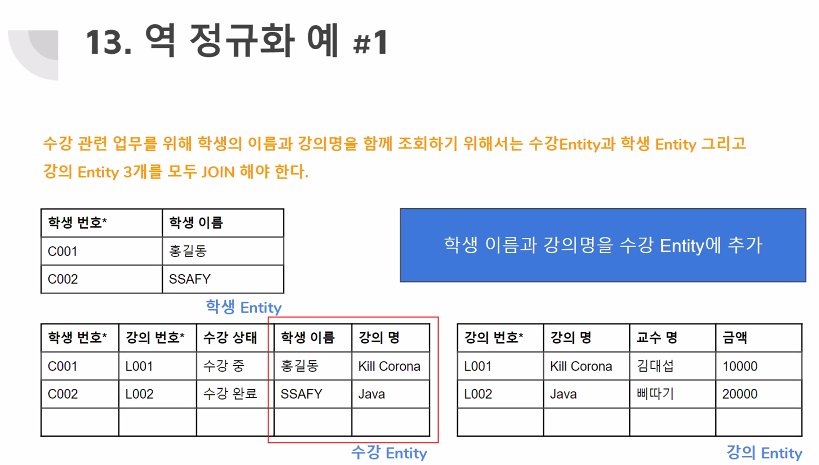 13. 역 정규화 예 #1
수강 관련 업무를 위해 학생의 이름과 강의명을 함께 조회하기 위해서는 수강Entity과 학생 Entity 그리고
강의 Entity 3개를 모두 JOIN 해야 한다.
학생 번호* 학생 이름
C001 홍길동
C002 SSAFY
학생 Entity
학생 이름과 강의명을 수강 Entity에 추가
학생 번호* 강의 번호* 수강 상태 학생 이름 강의 명
C001 L001 수강 중 홍길동 Kill Corona
C002 L002 수강 완료 SSAFY Java
수강 Entity
강의 번호* 강의 명 교수 명 금액
L001 Kill Corona 김대섭 10000
L002 Java 삐따기 20000
강의 Entity